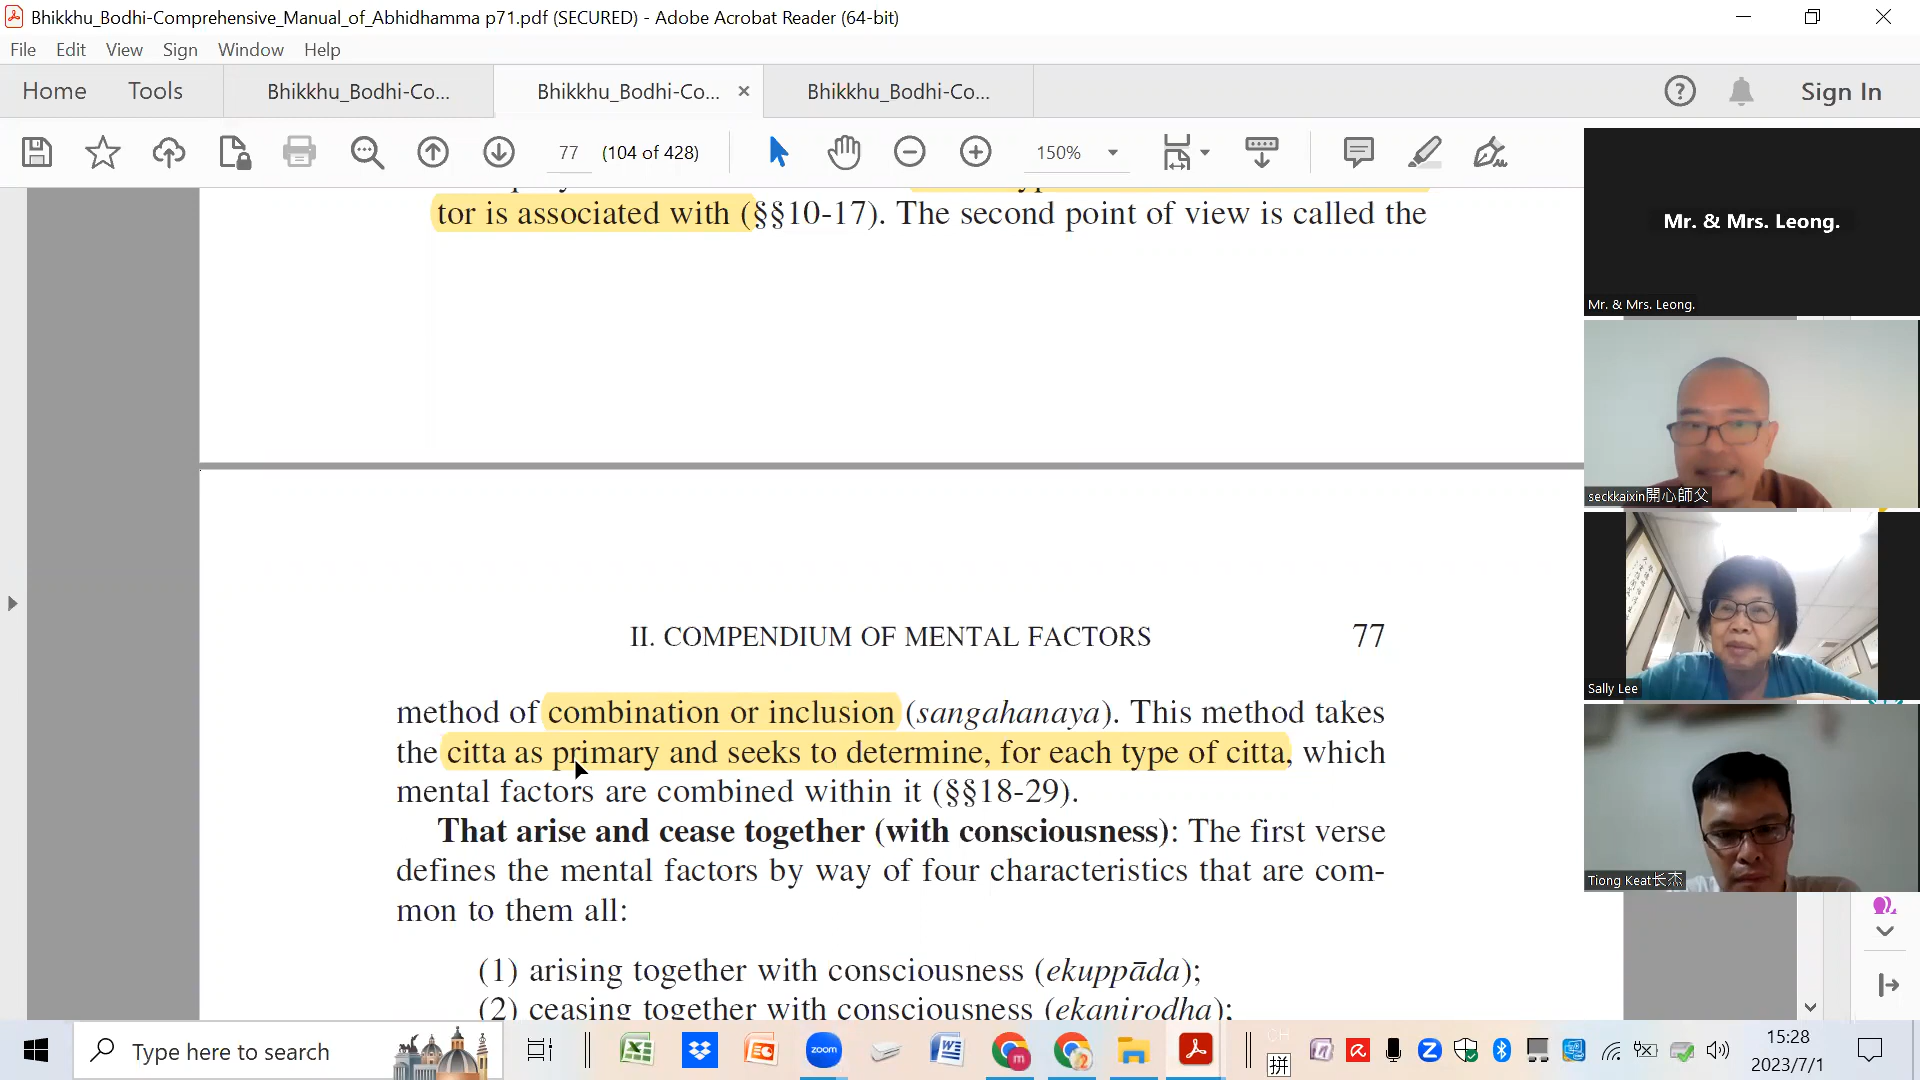 Bhikkhu_Bodhi-Comprehensive_Manual_of_Abhidhamma p71.pdf (SECURED) - Adobe Acrobat Reader (64-bit)
File Edit View Sign Window Help
Home Tools Bhikkhu_Bodhi-Co... Bhikkhu_Bodhi-Co... Bhikkhu_Bodhi-Co... Sign In
77 (104 of 428) 150%
tor is associated with (§§10-17). The second point of view is called the
II. COMPENDIUM OF MENTAL FACTORS 77
method of combination or inclusion (sangahanaya). This method takes
the citta as primary and seeks to determine, for each type of citta, which
mental factors are combined within it (§§18-29).
That arise and cease together (with consciousness): The first verse
defines the mental factors by way of four characteristics that are com-
mon to them all:
(1) arising together with consciousness (ekuppāda);
(2) ceasing together with consciousness (ekanirodha);
Mr. & Mrs. Leong.
Mr. & Mrs. Leong.
seckkaixin開心師父
Sally Lee
Tiong Keat长杰
Type here to search
zoom
CH
拼
15:28
2023/7/1